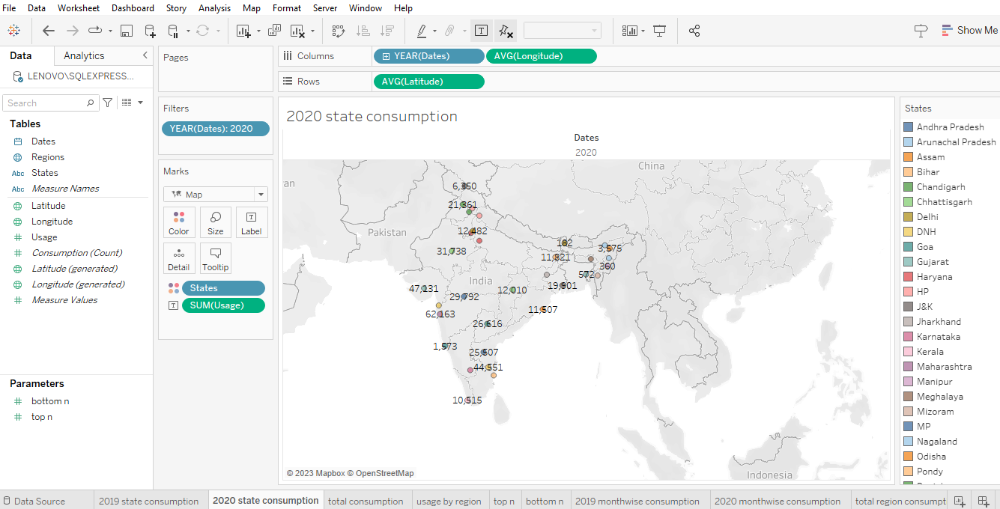 File Data Worksheet Dashboard Story Analysis Map Format Server Window Help
Show Me
Data Analytics
LENOVO\SQLEXPRESS...
Search
Tables
Dates
Regions
Abc States
Abc Measure Names
Latitude
Longitude
Usage
Consumption (Count)
Latitude (generated)
Longitude (generated)
Measure Values
Parameters
bottom n
top n
Pages
Filters
YEAR(Dates): 2020
Marks
Map
Color Size Label
Detail Tooltip
States
SUM(Usage)
Columns YEAR(Dates) AVG(Longitude)
Rows AVG(Latitude)
2020 state consumption
Dates
2020
China
an
6,350
21,361
Pakistan
12,482
182
3,575
31,738
11,821
360
572
India
47,131
12,010
19,901
29,792
11,507
62,163
26,616
1,573
25,507
44,551
10,515
Indonesia
© 2023 Mapbox © OpenStreetMap
States
Andhra Pradesh
Arunachal Pradesh
Assam
Bihar
Chandigarh
Chhattisgarh
Delhi
DNH
Goa
Gujarat
Haryana
HP
J&K
Jharkhand
Karnataka
Kerala
Maharashtra
Manipur
Meghalaya
Mizoram
MP
Nagaland
Odisha
Pondy
Data Source 2019 state consumption 2020 state consumption total consumption usage by region top n bottom n 2019 monthwise consumption 2020 monthwise consumption total region consumpt